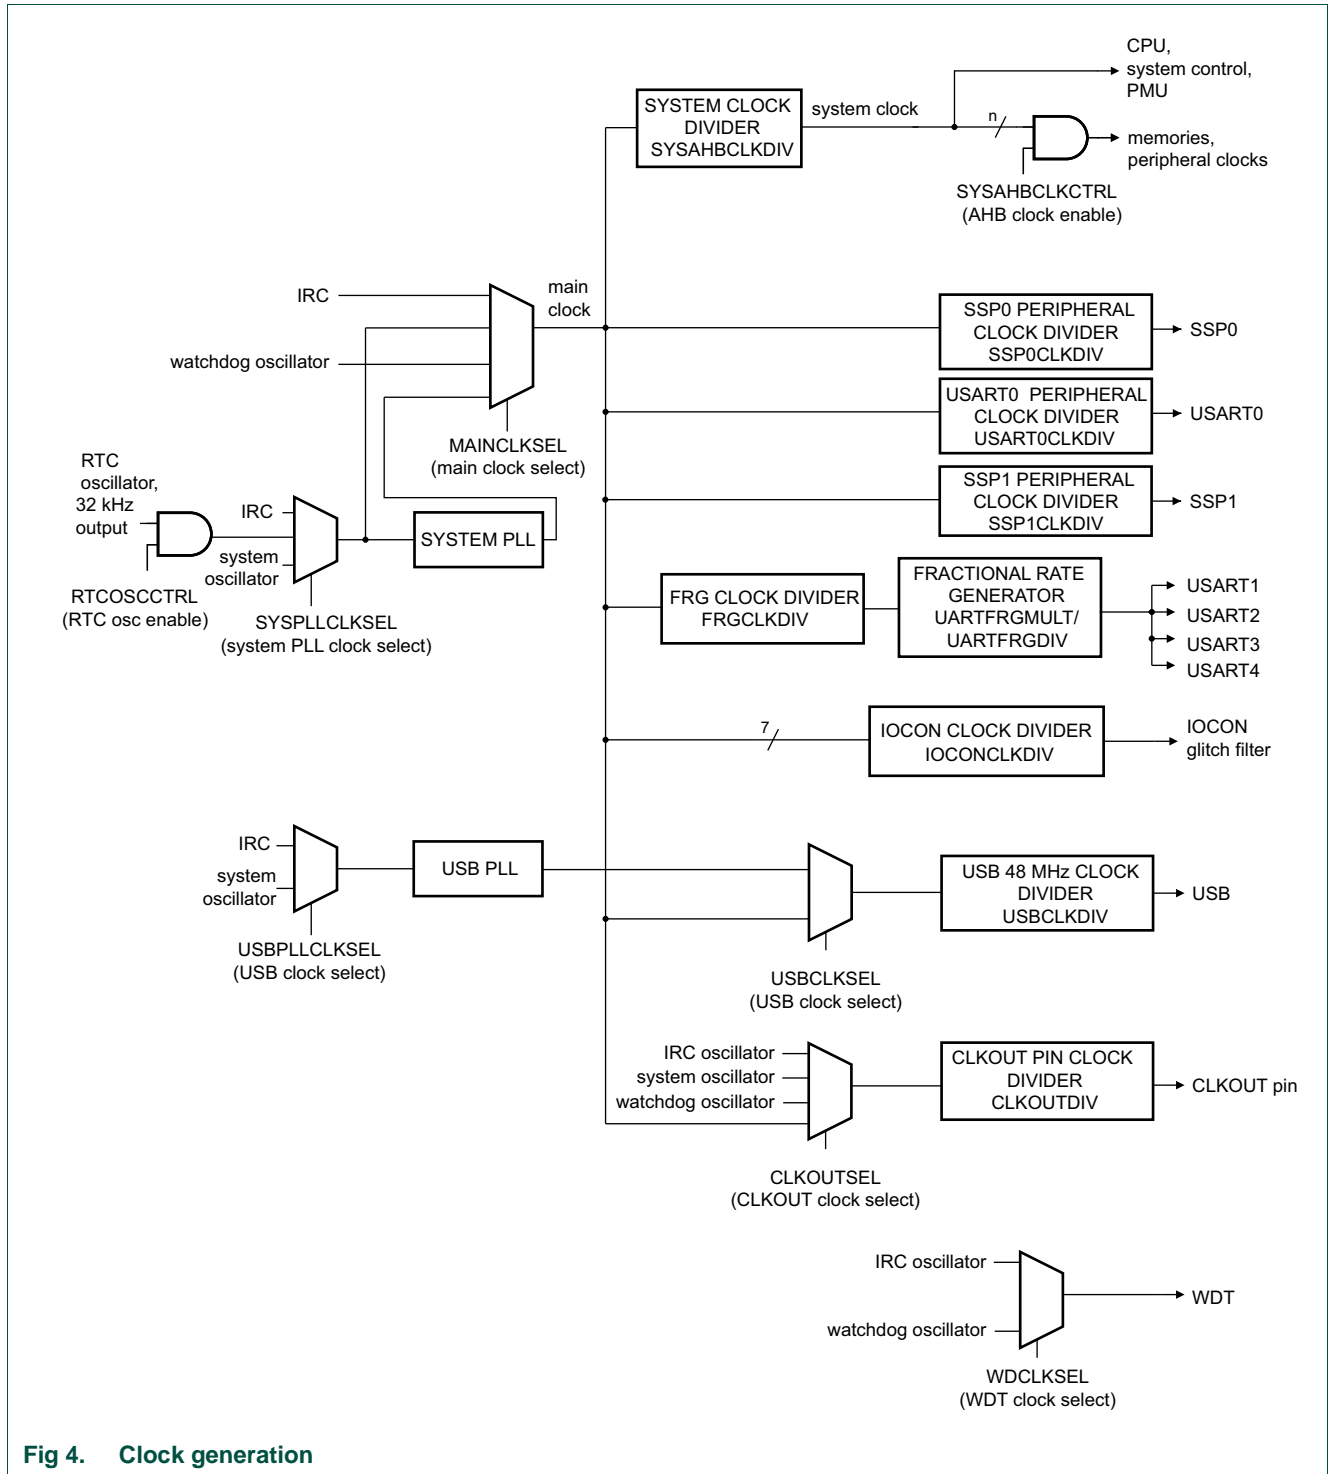 CPU,
system control,
PMU
SYSTEM CLOCK
DIVIDER
SYSAHBCLKDIV
system clock
n
memories,
peripheral clocks
SYSAHBCLKCTRL
(AHB clock enable)
IRC
main
clock
watchdog oscillator
MAINCLKSEL
(main clock select)
SSP0 PERIPHERAL
CLOCK DIVIDER
SSP0CLKDIV
SSP0
USART0 PERIPHERAL
CLOCK DIVIDER
USART0CLKDIV
USART0
SSP1 PERIPHERAL
CLOCK DIVIDER
SSP1CLKDIV
SSP1
RTC
oscillator,
32 kHz
output
RTCOSCCTRL
(RTC osc enable)
IRC
system
oscillator
SYSPLLCLKSEL
(system PLL clock select)
SYSTEM PLL
FRG CLOCK DIVIDER
FRGCLKDIV
FRACTIONAL RATE
GENERATOR
UARTFRGMULT/
UARTFRGDIV
USART1
USART2
USART3
USART4
7
IOCON CLOCK DIVIDER
IOCONCLKDIV
IOCON
glitch filter
IRC
system
oscillator
USBPLLCLKSEL
(USB clock select)
USB PLL
USBCLKSEL
(USB clock select)
USB 48 MHz CLOCK
DIVIDER
USBCLKDIV
USB
IRC oscillator
system oscillator
watchdog oscillator
CLKOUTSEL
(CLKOUT clock select)
CLKOUT PIN CLOCK
DIVIDER
CLKOUTDIV
CLKOUT pin
IRC oscillator
watchdog oscillator
WDCLKSEL
(WDT clock select)
WDT
Fig 4. Clock generation